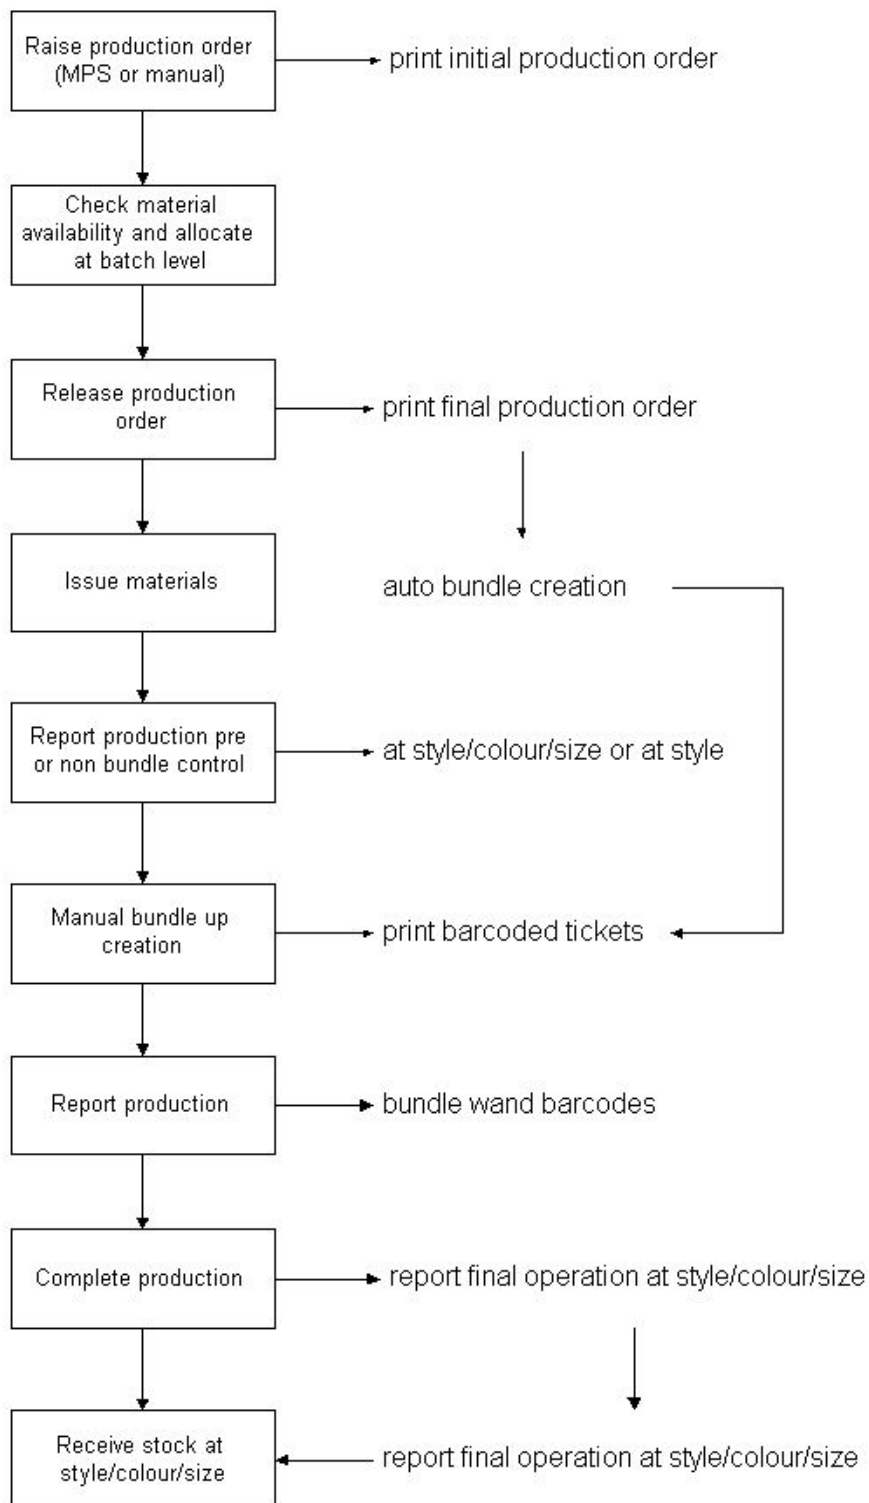 Raise production order
(MPS or manual)
print initial production order
Check material
availability and allocate
at batch level
Release production
order
print final production order
Issue materials
auto bundle creation
Report production pre
or non bundle control
at style/colour/size or at style
Manual bundle up
creation
print barcoded tickets
Report production
bundle wand barcodes
Complete production
report final operation at style/colour/size
Receive stock at
style/colour/size
report final operation at style/colour/size